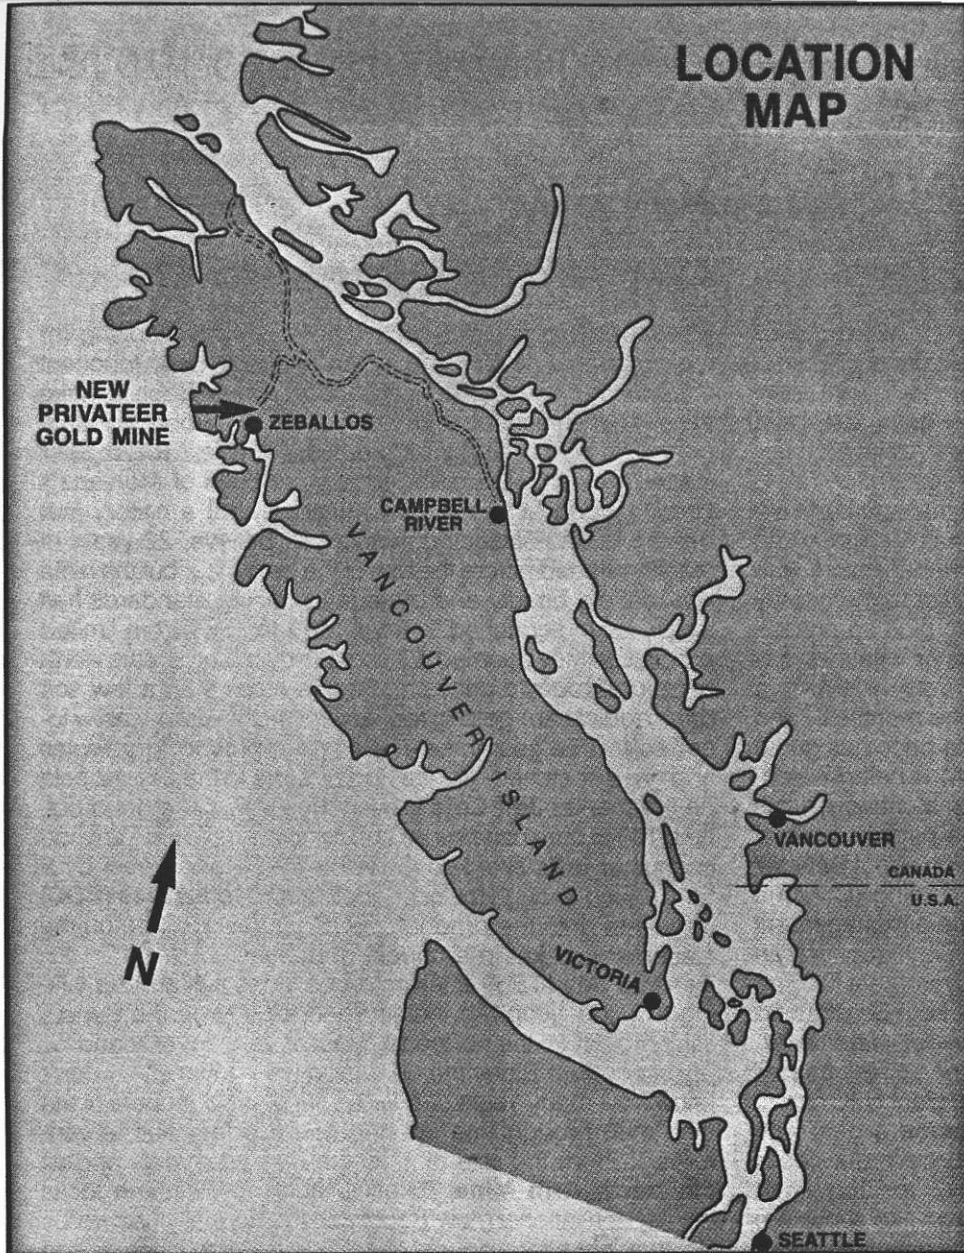 LOCATION
MAP
NEW
PRIVATEER
GOLD MINE
ZEBALLOS
CAMPBELL
RIVER
VANCOUVER ISLAND
VANCOUVER
CANADA
U.S.A.
N
VICTORIA
SEATTLE